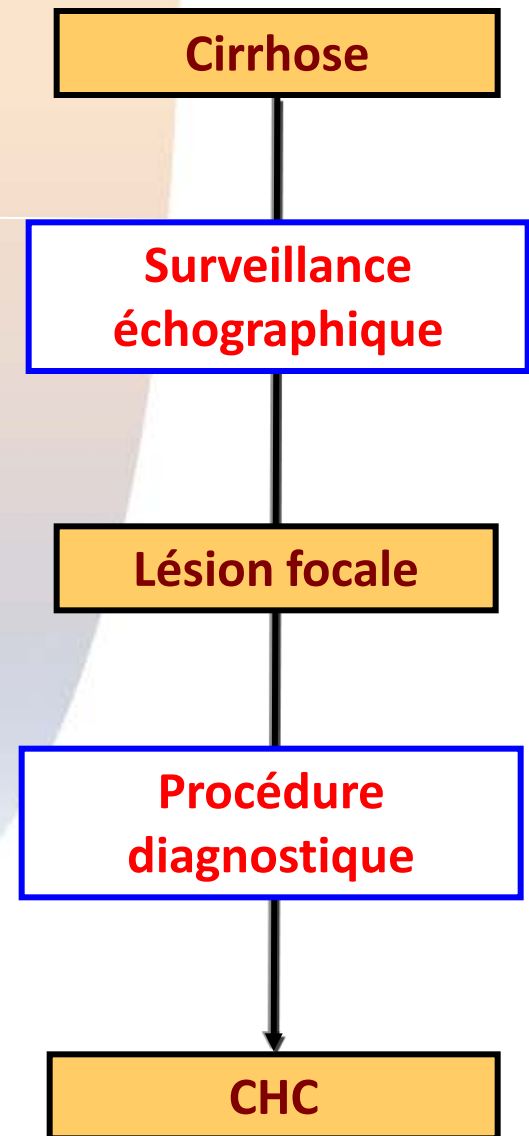 Cirrhose
Surveillance
échographique
Lésion focale
Procédure
diagnostique
CHC